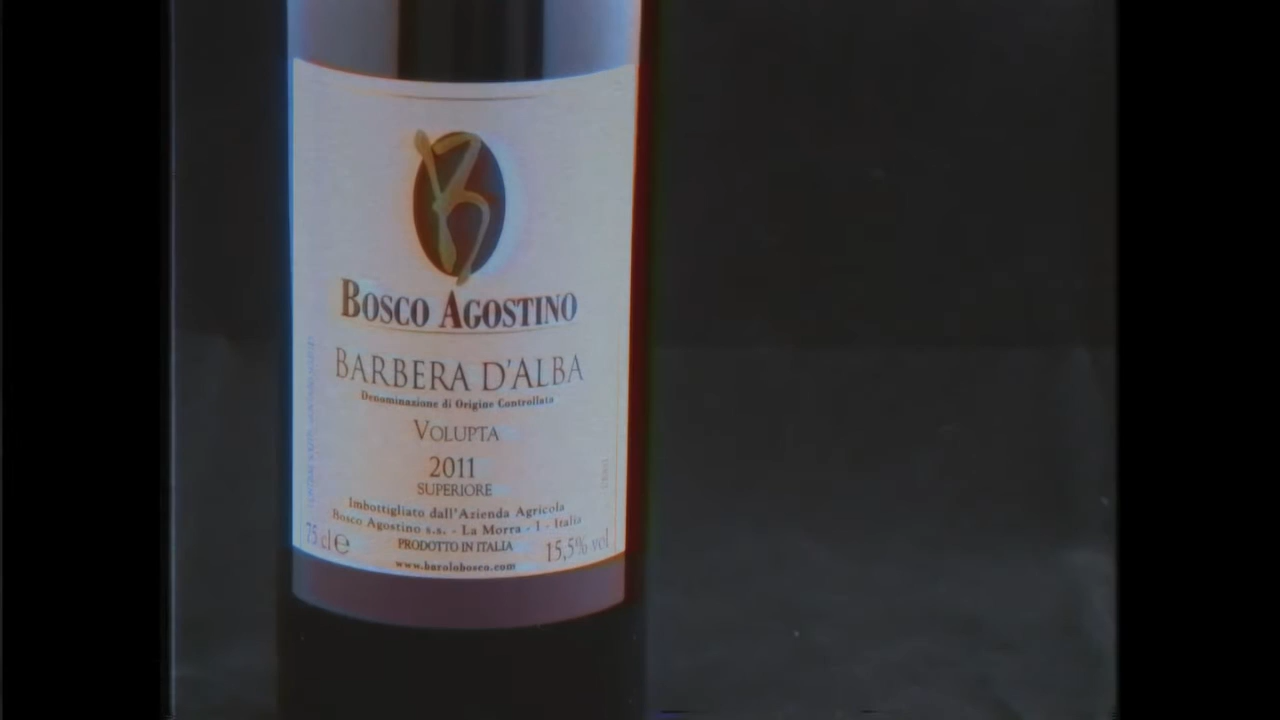 BOSCO AGOSTINO
BARBERA D'ALBA
Denominazione di Origine Controllata
VOLUPTA
2011
SUPERIORE
Imbottigliato dall'Azienda Agricola
Bosco Agostino s.s. - La Morra - I - Italia
75 cl e PRODOTTO IN ITALIA 15,5% vol
www.barolobosco.com